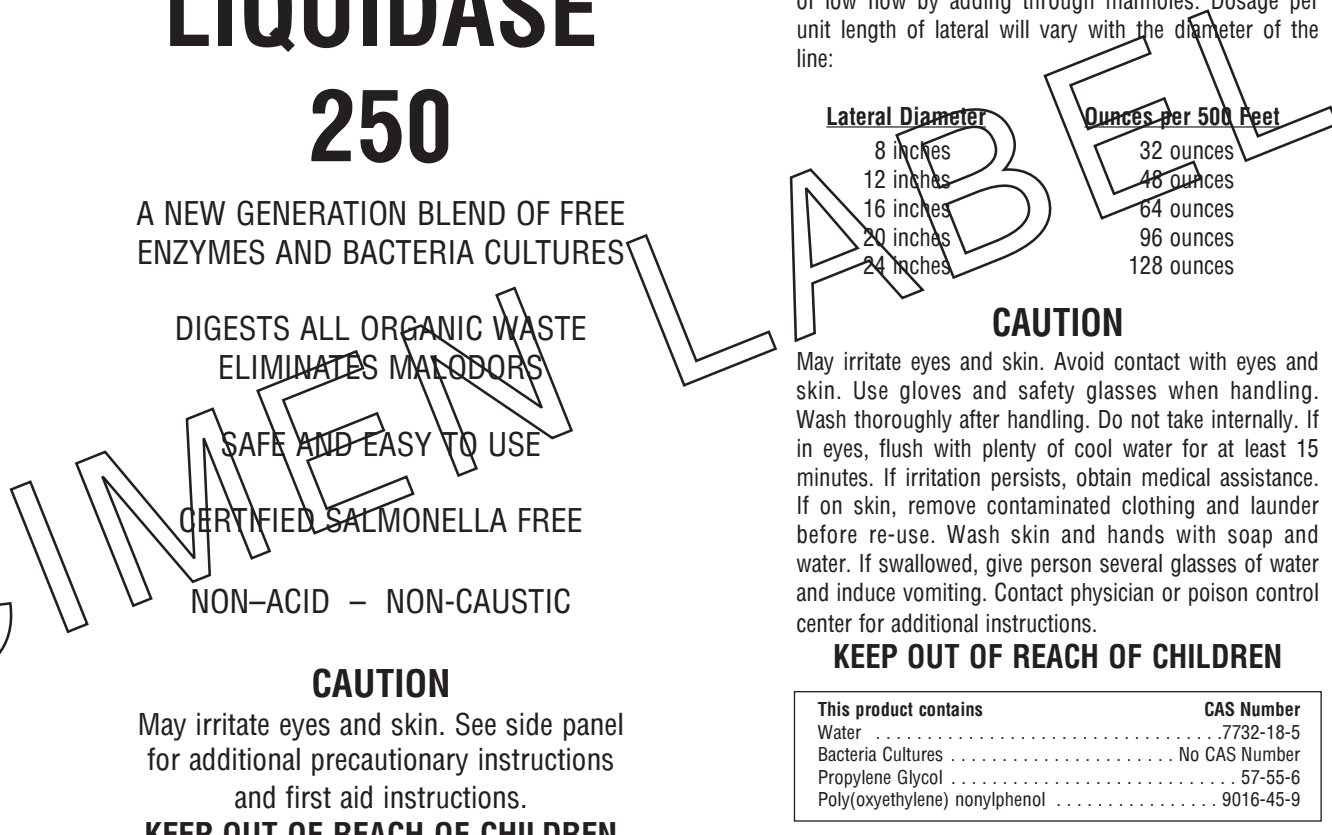 LIQUIDASE
250
A NEW GENERATION BLEND OF FREE
ENZYMES AND BACTERIA CULTURES
DIGESTS ALL ORGANIC WASTE
ELIMINATES MALODORS
SAFE AND EASY TO USE
CERTIFIED SALMONELLA FREE
NON–ACID – NON-CAUSTIC
CAUTION
May irritate eyes and skin. See side panel
for additional precautionary instructions
and first aid instructions.
KEEP OUT OF REACH OF CHILDREN
of low flow by adding through manholes. Dosage per
unit length of lateral will vary with the diameter of the
line:
Lateral Diameter Ounces per 500 Feet
8 inches 32 ounces
12 inches 48 ounces
16 inches 64 ounces
20 inches 96 ounces
24 inches 128 ounces
CAUTION
May irritate eyes and skin. Avoid contact with eyes and
skin. Use gloves and safety glasses when handling.
Wash thoroughly after handling. Do not take internally. If
in eyes, flush with plenty of cool water for at least 15
minutes. If irritation persists, obtain medical assistance.
If on skin, remove contaminated clothing and launder
before re-use. Wash skin and hands with soap and
water. If swallowed, give person several glasses of water
and induce vomiting. Contact physician or poison control
center for additional instructions.
KEEP OUT OF REACH OF CHILDREN
This product contains CAS Number
Water . . . . . . . . . . . . . . . . . . . . . . . . . . . . . . . . . .7732-18-5
Bacteria Cultures . . . . . . . . . . . . . . . . . . . . . . . No CAS Number
Propylene Glycol . . . . . . . . . . . . . . . . . . . . . . . . . . . . . 57-55-6
Poly(oxyethylene) nonylphenol . . . . . . . . . . . . . . . . 9016-45-9
CIMEN LABEL